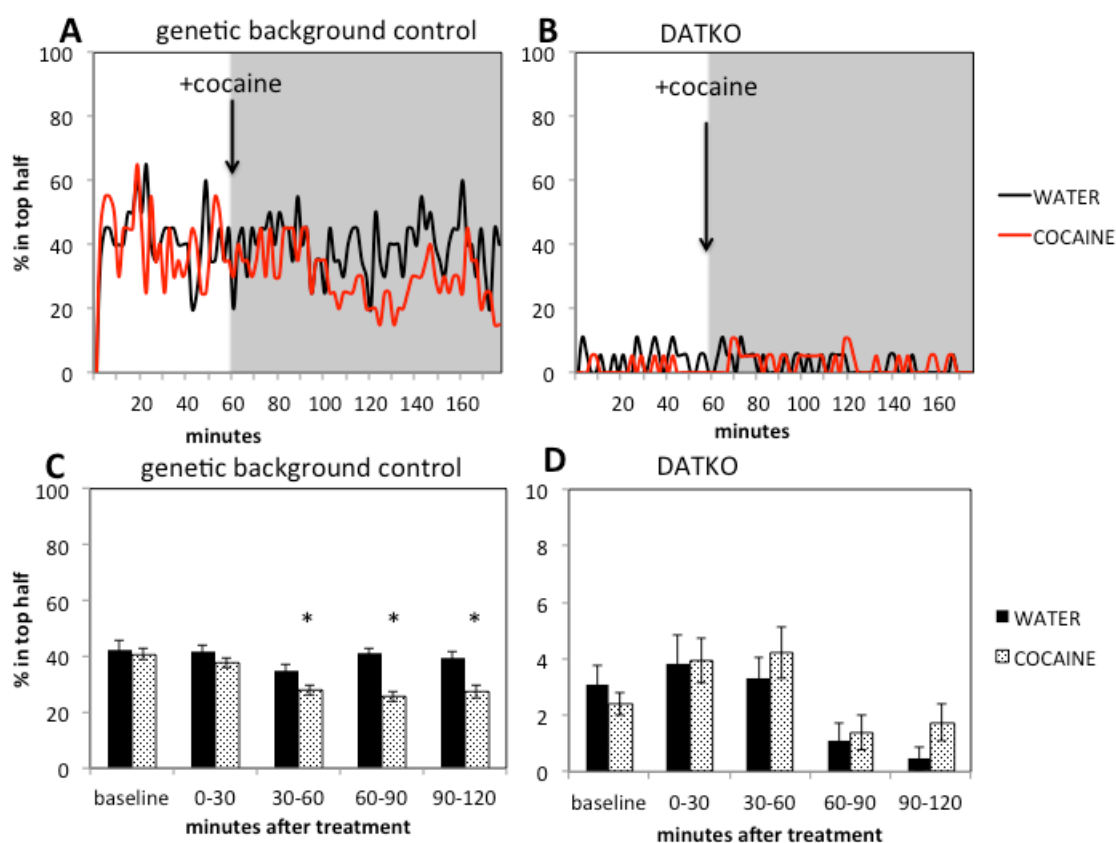 A genetic background control
% in top half
100
80
60
40
20
0
+cocaine
20 40 60 80 100 120 140 160
minutes
B DATKO
100
80
60
40
20
0
+cocaine
20 40 60 80 100 120 140 160
minutes
WATER
COCAINE
C genetic background control
% in top half
100
80
60
40
20
0
* * *
baseline 0-30 30-60 60-90 90-120
minutes after treatment
D DATKO
10
8
6
4
2
0
baseline 0-30 30-60 60-90 90-120
minutes after treatment
WATER
COCAINE